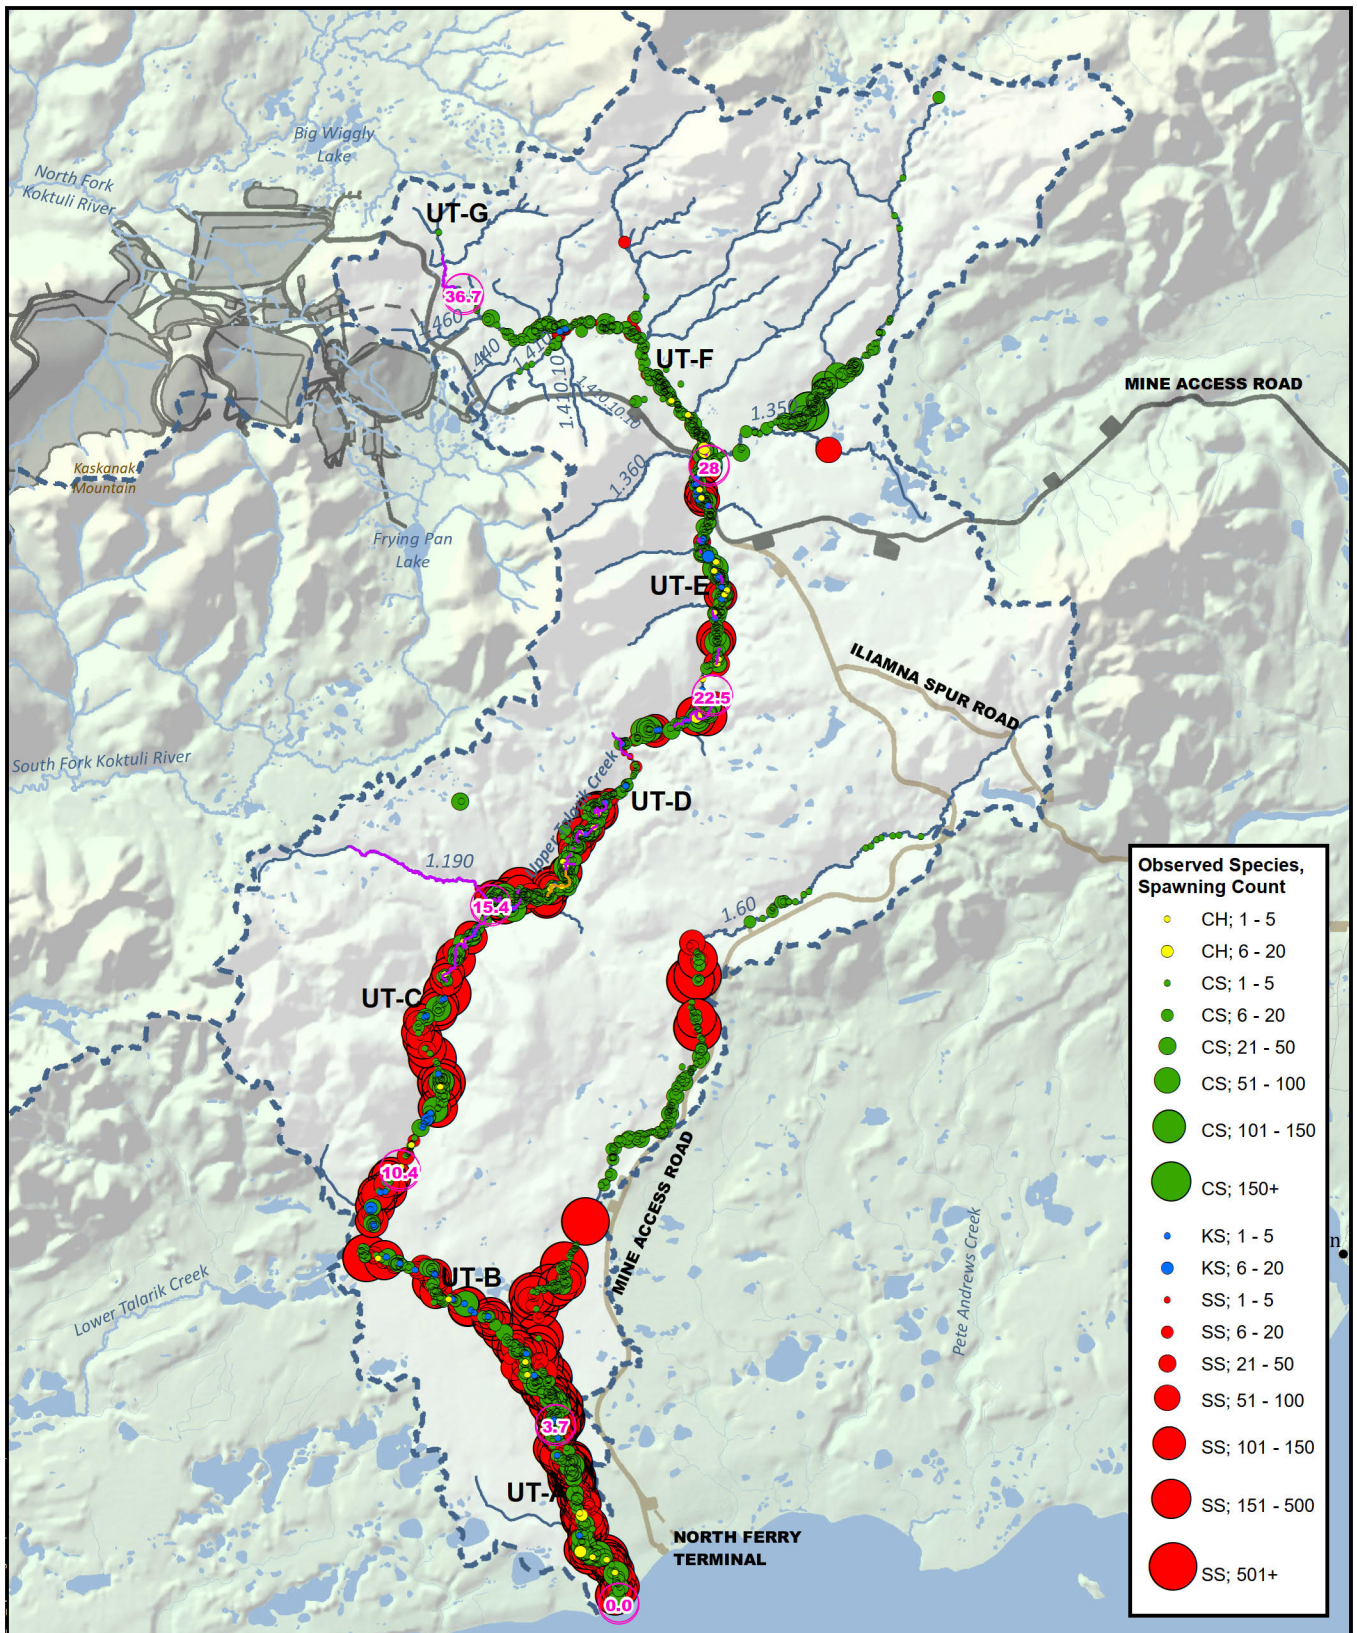 Big Wiggly
Lake
North Fork
Koktuli River
UT-G
36.7
1.460
440
1.410
1.410.10
1.410.10.10
UT-F
1.350
MINE ACCESS ROAD
28
1.360
Kaskanak
Mountain
Frying Pan
Lake
UT-E
ILIAMNA SPUR ROAD
22.5
South Fork Koktuli River
Upper Talarik Creek
UT-D
1.190
15.4
1.60
UT-C
10.4
MINE ACCESS ROAD
UT-B
Lower Talarik Creek
Pete Andrews Creek
3.7
UT-A
NORTH FERRY
TERMINAL
0.0
n
Observed Species,
Spawning Count
CH; 1 - 5
CH; 6 - 20
CS; 1 - 5
CS; 6 - 20
CS; 21 - 50
CS; 51 - 100
CS; 101 - 150
CS; 150+
KS; 1 - 5
KS; 6 - 20
SS; 1 - 5
SS; 6 - 20
SS; 21 - 50
SS; 51 - 100
SS; 101 - 150
SS; 151 - 500
SS; 501+